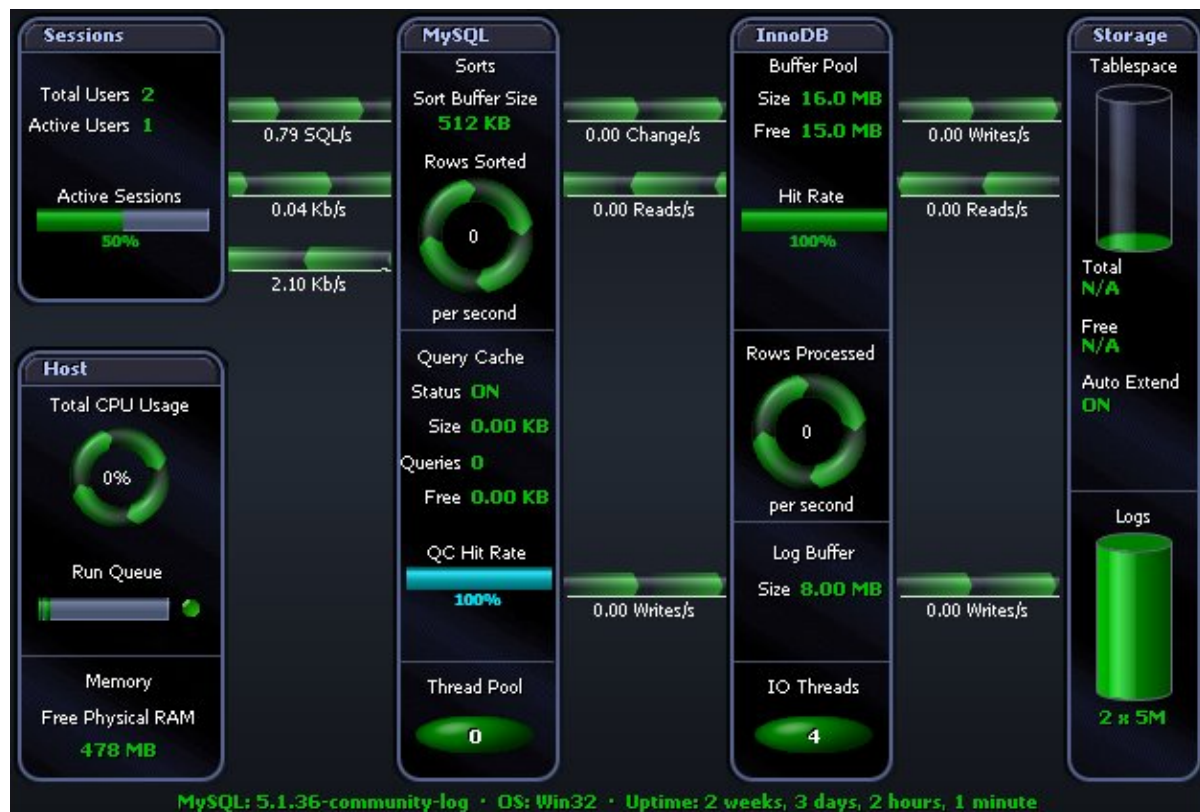 Sessions
Total Users 2
Active Users 1
Active Sessions
50%
Host
Total CPU Usage
0%
Run Queue
Memory
Free Physical RAM
478 MB
0.79 SQL/s
0.04 Kb/s
2.10 Kb/s
MySQL
Sorts
Sort Buffer Size
512 KB
Rows Sorted
0
per second
Query Cache
Status ON
Size 0.00 KB
Queries 0
Free 0.00 KB
QC Hit Rate
100%
Thread Pool
0
0.00 Change/s
0.00 Reads/s
0.00 Writes/s
InnoDB
Buffer Pool
Size 16.0 MB
Free 15.0 MB
Hit Rate
100%
Rows Processed
0
per second
Log Buffer
Size 8.00 MB
IO Threads
4
0.00 Writes/s
0.00 Reads/s
0.00 Writes/s
Storage
Tablespace
Total
N/A
Free
N/A
Auto Extend
ON
Logs
2 x 5M
MySQL: 5.1.36-community-log · OS: Win32 · Uptime: 2 weeks, 3 days, 2 hours, 1 minute